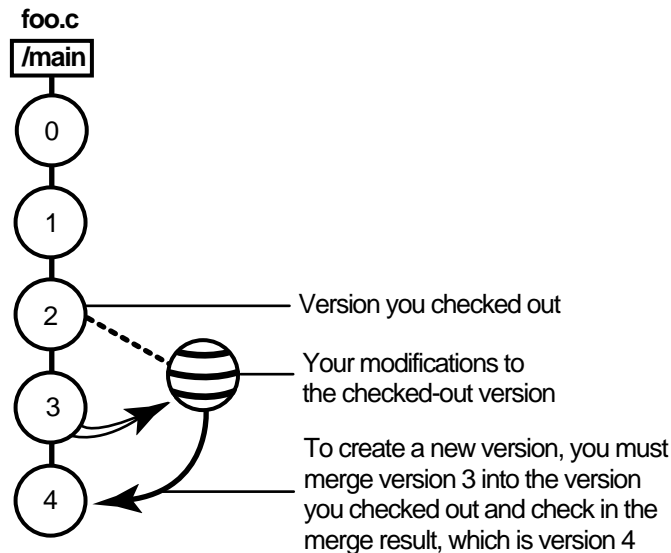 foo.c
/main
0
1
2
Version you checked out
Your modifications to
the checked-out version
3
To create a new version, you must
merge version 3 into the version
you checked out and check in the
merge result, which is version 4
4